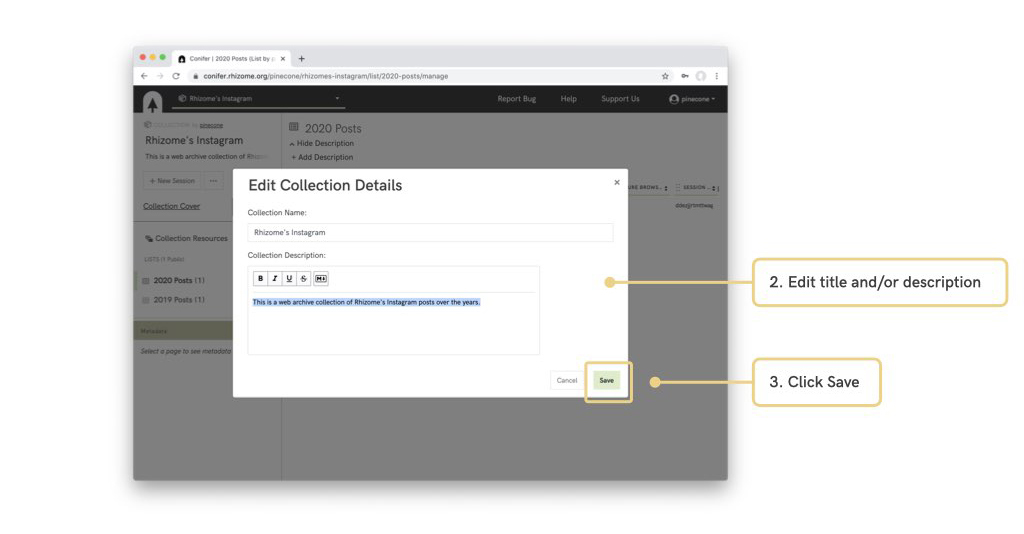 Conifer | 2020 Posts (List by
conifer.rhizome.org/pinecone/rhizomes-instagram/list/2020-posts/manage
Rhizome's Instagram
Report Bug Help Support Us pinecone
COLLECTION by pinecone
Rhizome's Instagram
This is a web archive collection of Rhizom
+ New Session ...
Collection Cover
Collection Resources
LISTS (1 Public)
2020 Posts (1)
2019 Posts (1)
Metadata
Select a page to see metadata
2020 Posts
Hide Description
+ Add Description
SESSION ..
Edit Collection Details
×
Collection Name:
Rhizome's Instagram
Collection Description:
B I U S
This is a web archive collection of Rhizome's Instagram posts over the years.
Cancel Save
2. Edit title and/or description
3. Click Save